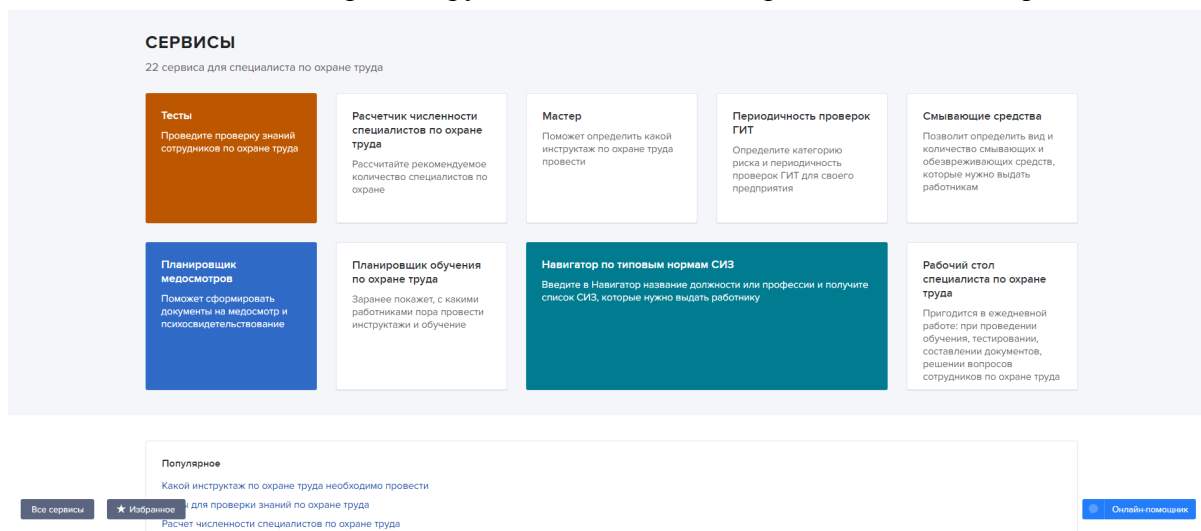 СЕРВИСЫ
22 сервиса для специалиста по охране труда
Тесты
Проведите проверку знаний
сотрудников по охране труда
Расчетчик численности
специалистов по охране
труда
Рассчитайте рекомендуемое
количество специалистов по
охране
Мастер
Поможет определить какой
инструктаж по охране труда
провести
Периодичность проверок
ГИТ
Определите категорию
риска и периодичность
проверок ГИТ для своего
предприятия
Смывающие средства
Позволит определить вид и
количество смывающих и
обезвреживающих средств,
которые нужно выдать
работникам
Планировщик
медосмотров
Поможет сформировать
документы на медосмотр и
психосвидетельствование
Планировщик обучения
по охране труда
Заранее покажет, с какими
работниками пора провести
инструктажи и обучение
Навигатор по типовым нормам СИЗ
Введите в Навигатор название должности или профессии и получите
список СИЗ, которые нужно выдать работнику
Рабочий стол
специалиста по охране
труда
Пригодится в ежедневной
работе: при проведении
обучения, тестировании,
составлении документов,
решении вопросов
сотрудников по охране труда
Популярное
Какой инструктаж по охране труда необходимо провести
для проверки знаний по охране труда
Расчет численности специалистов по охране труда
Все сервисы
★ Избранное
Онлайн-помощник